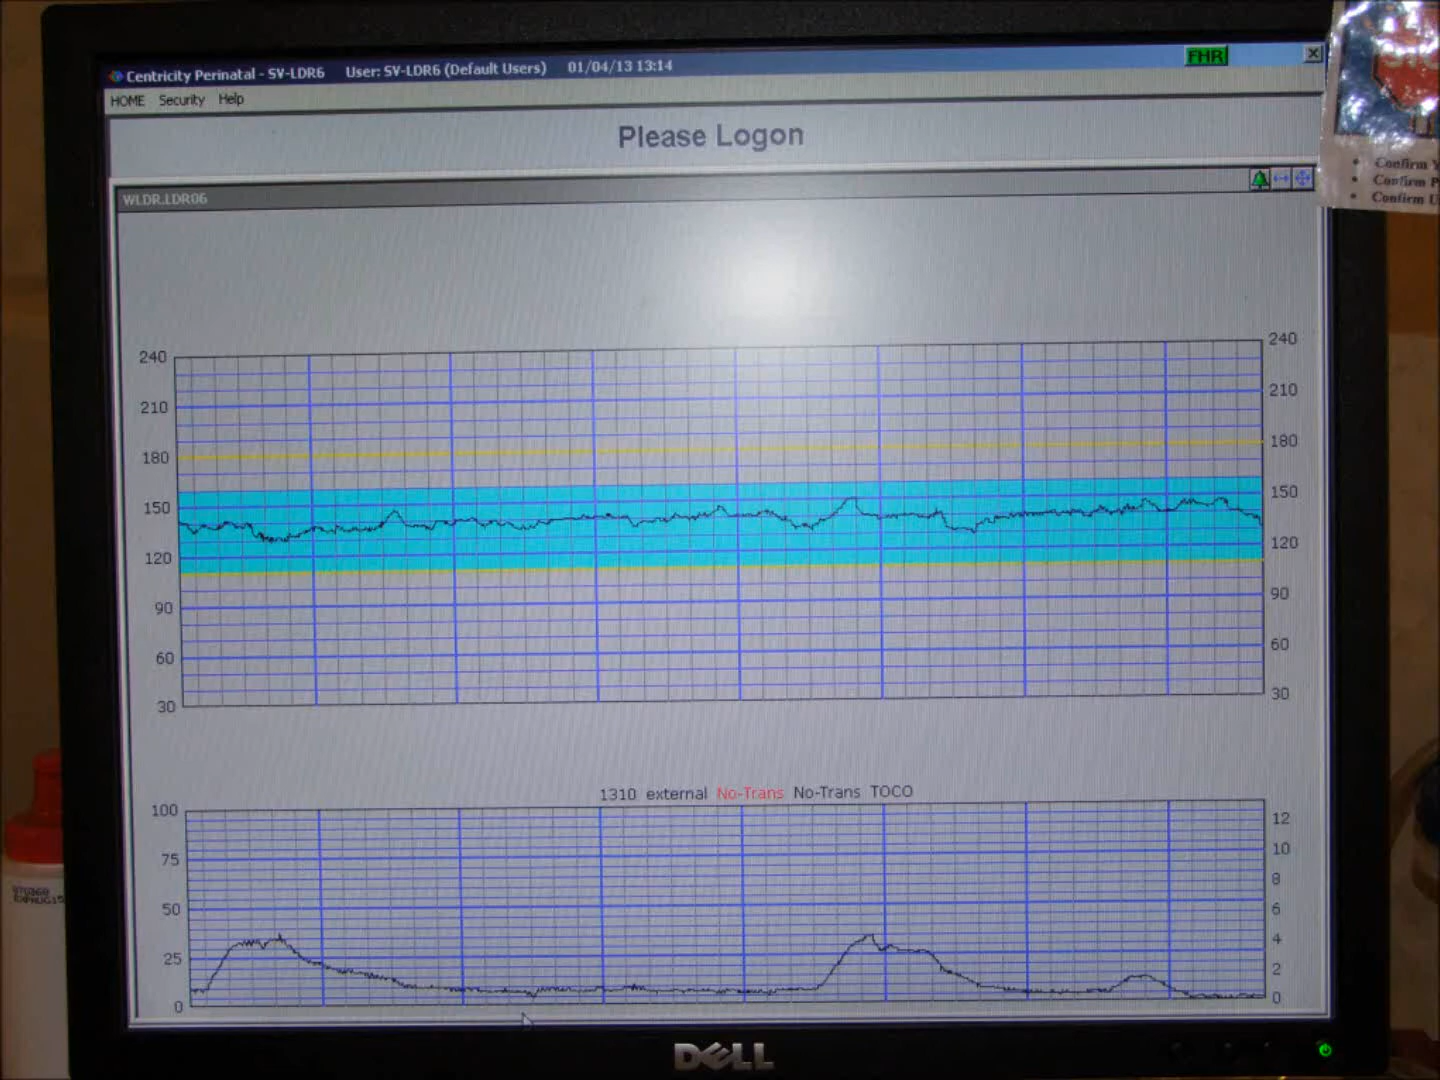 Centricity Perinatal - SV-LDR6 User: SV-LDR6 (Default Users) 01/04/13 13:14
FHR
HOME Security Help
Please Logon
WLDR.LDR06
Confirm
Confirm
Confirm
240 240
210 210
180 180
150 150
120 120
90 90
60 60
30 30
1310 external No-Trans No-Trans TOCO
100 12
75 10
8
50 6
4
25 2
0 0
DELL